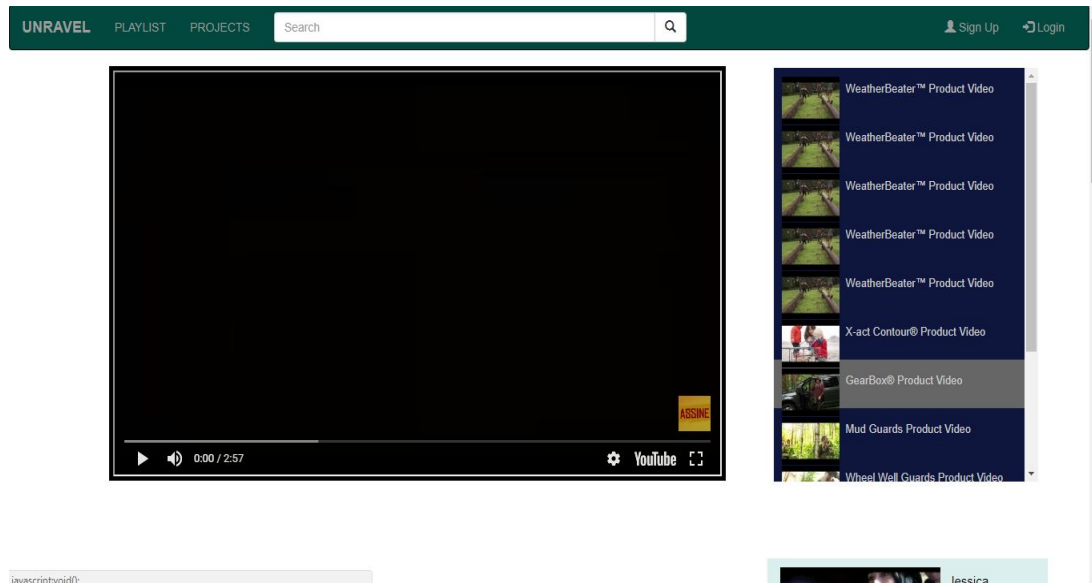 UNRAVEL PLAYLIST PROJECTS Search Sign Up Login
WeatherBeater™ Product Video
WeatherBeater™ Product Video
WeatherBeater™ Product Video
WeatherBeater™ Product Video
WeatherBeater™ Product Video
X-act Contour® Product Video
GearBox® Product Video
Mud Guards Product Video
Wheel Well Guards Product Video
ASSINE
0:00 / 2:57 YouTube
javascript:void();
Jessica